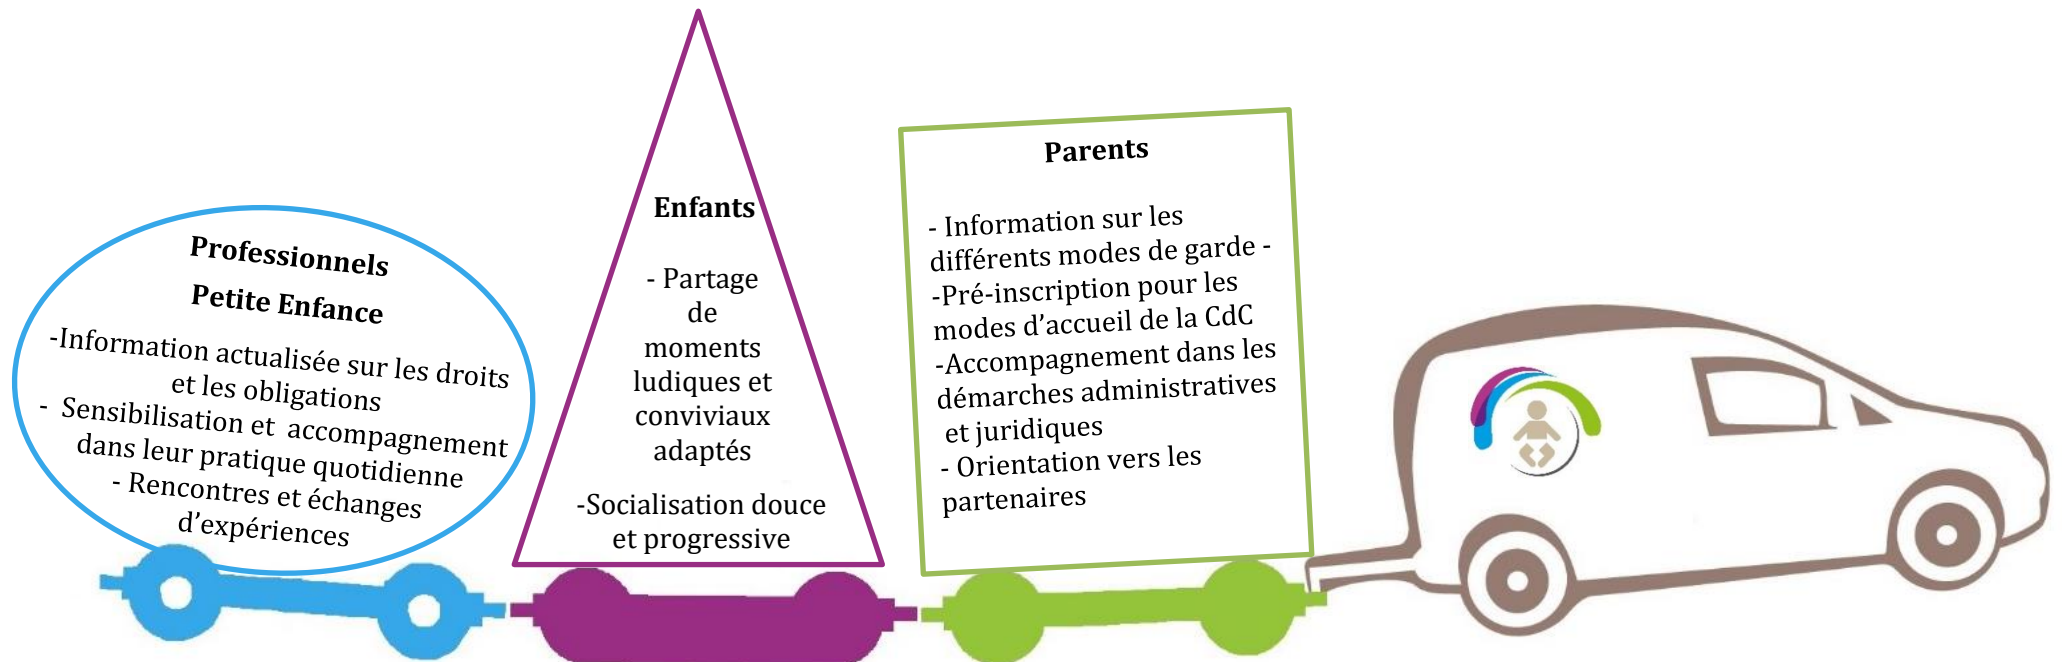 Professionnels
Petite Enfance
-Information actualisée sur les droits
et les obligations
- Sensibilisation et accompagnement
dans leur pratique quotidienne
- Rencontres et échanges
d’expériences
Enfants
- Partage
de
moments
ludiques et
conviviaux
adaptés
-Socialisation douce
et progressive
Parents
- Information sur les
différents modes de garde -
-Pré-inscription pour les
modes d’accueil de la CdC
-Accompagnement dans les
démarches administratives
et juridiques
- Orientation vers les
partenaires